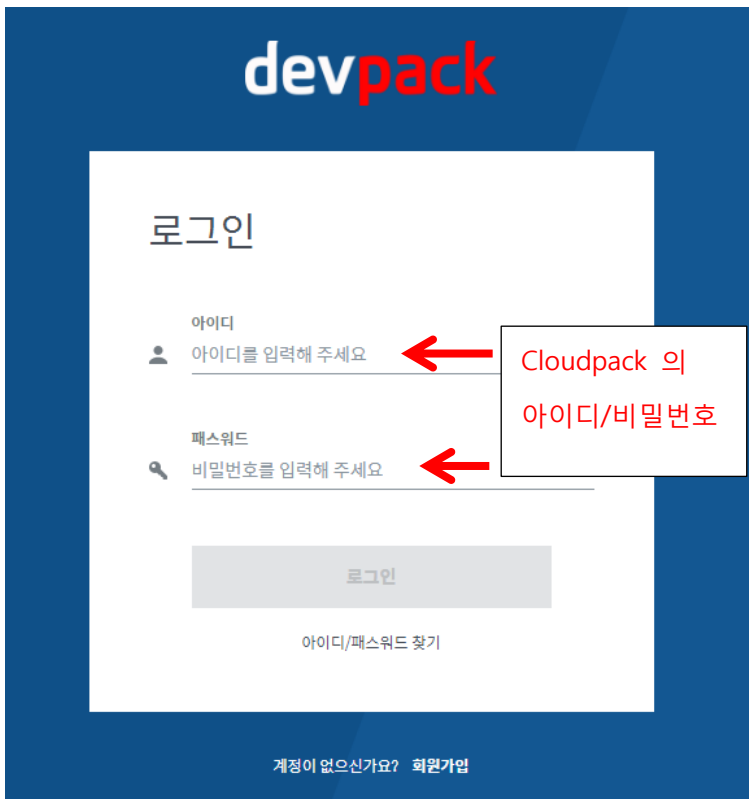 devpack
로그인
아이디
아이디를 입력해 주세요
Cloudpack 의
아이디/비밀번호
패스워드
비밀번호를 입력해 주세요
로그인
아이디/패스워드 찾기
계정이 없으신가요? 회원가입